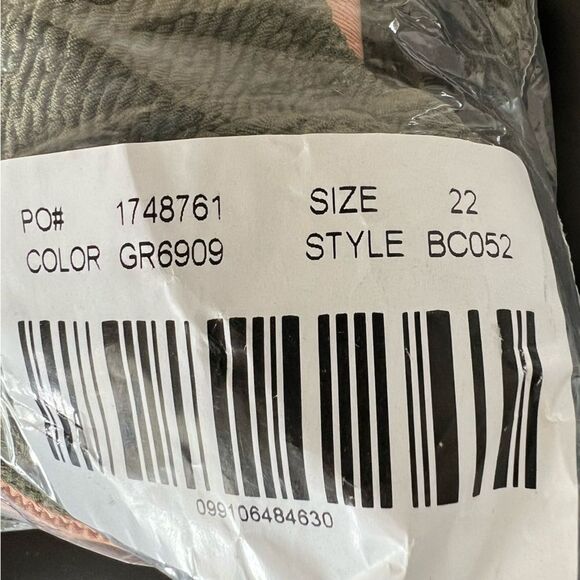 PO# 1748761 SIZE 22
COLOR GR6909 STYLE BC052
099106484630